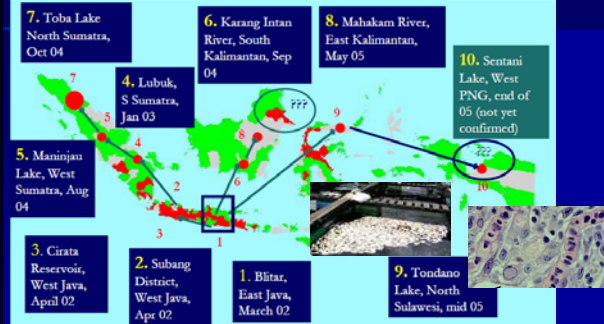 7. Toba Lake
North Sumatra,
Oct 04
6. Karang Intan
River, South
Kalimantan, Sep
04
8. Mahakam River,
East Kalimantan,
May 05
10. Sentani
Lake, West
PNG, end of
05 (not yet
confirmed)
4. Lubuk,
S Sumatra,
Jan 03
5. Maninjau
Lake, West
Sumatra, Aug
04
3. Cirata
Reservoir,
West Java,
April 02
2. Subang
District,
West Java,
Apr 02
1. Blitar,
East Java,
March 02
9. Tondano
Lake, North
Sulawesi, mid 05
7
???
9
5
4
8
???
6
10
2
3
1